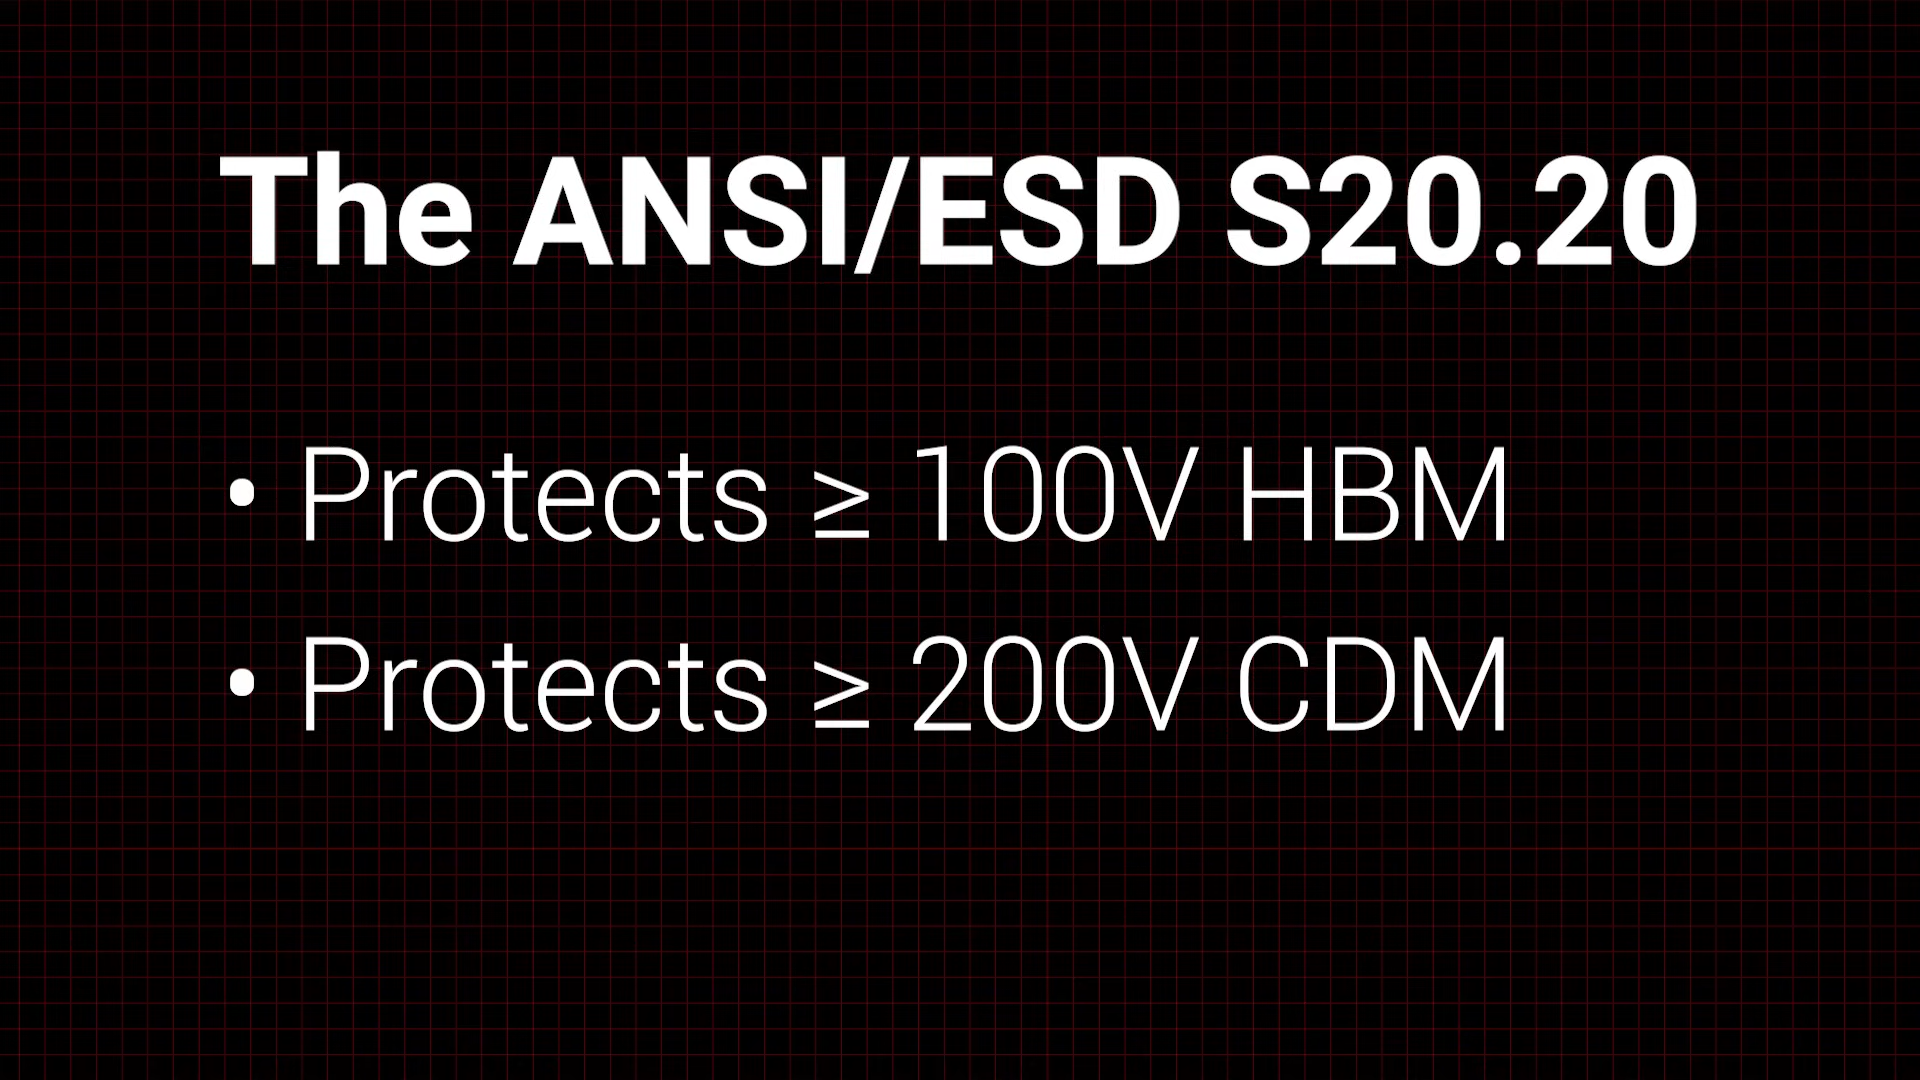 The ANSI/ESD S20.20
• Protects ≥ 100V HBM
• Protects ≥ 200V CDM